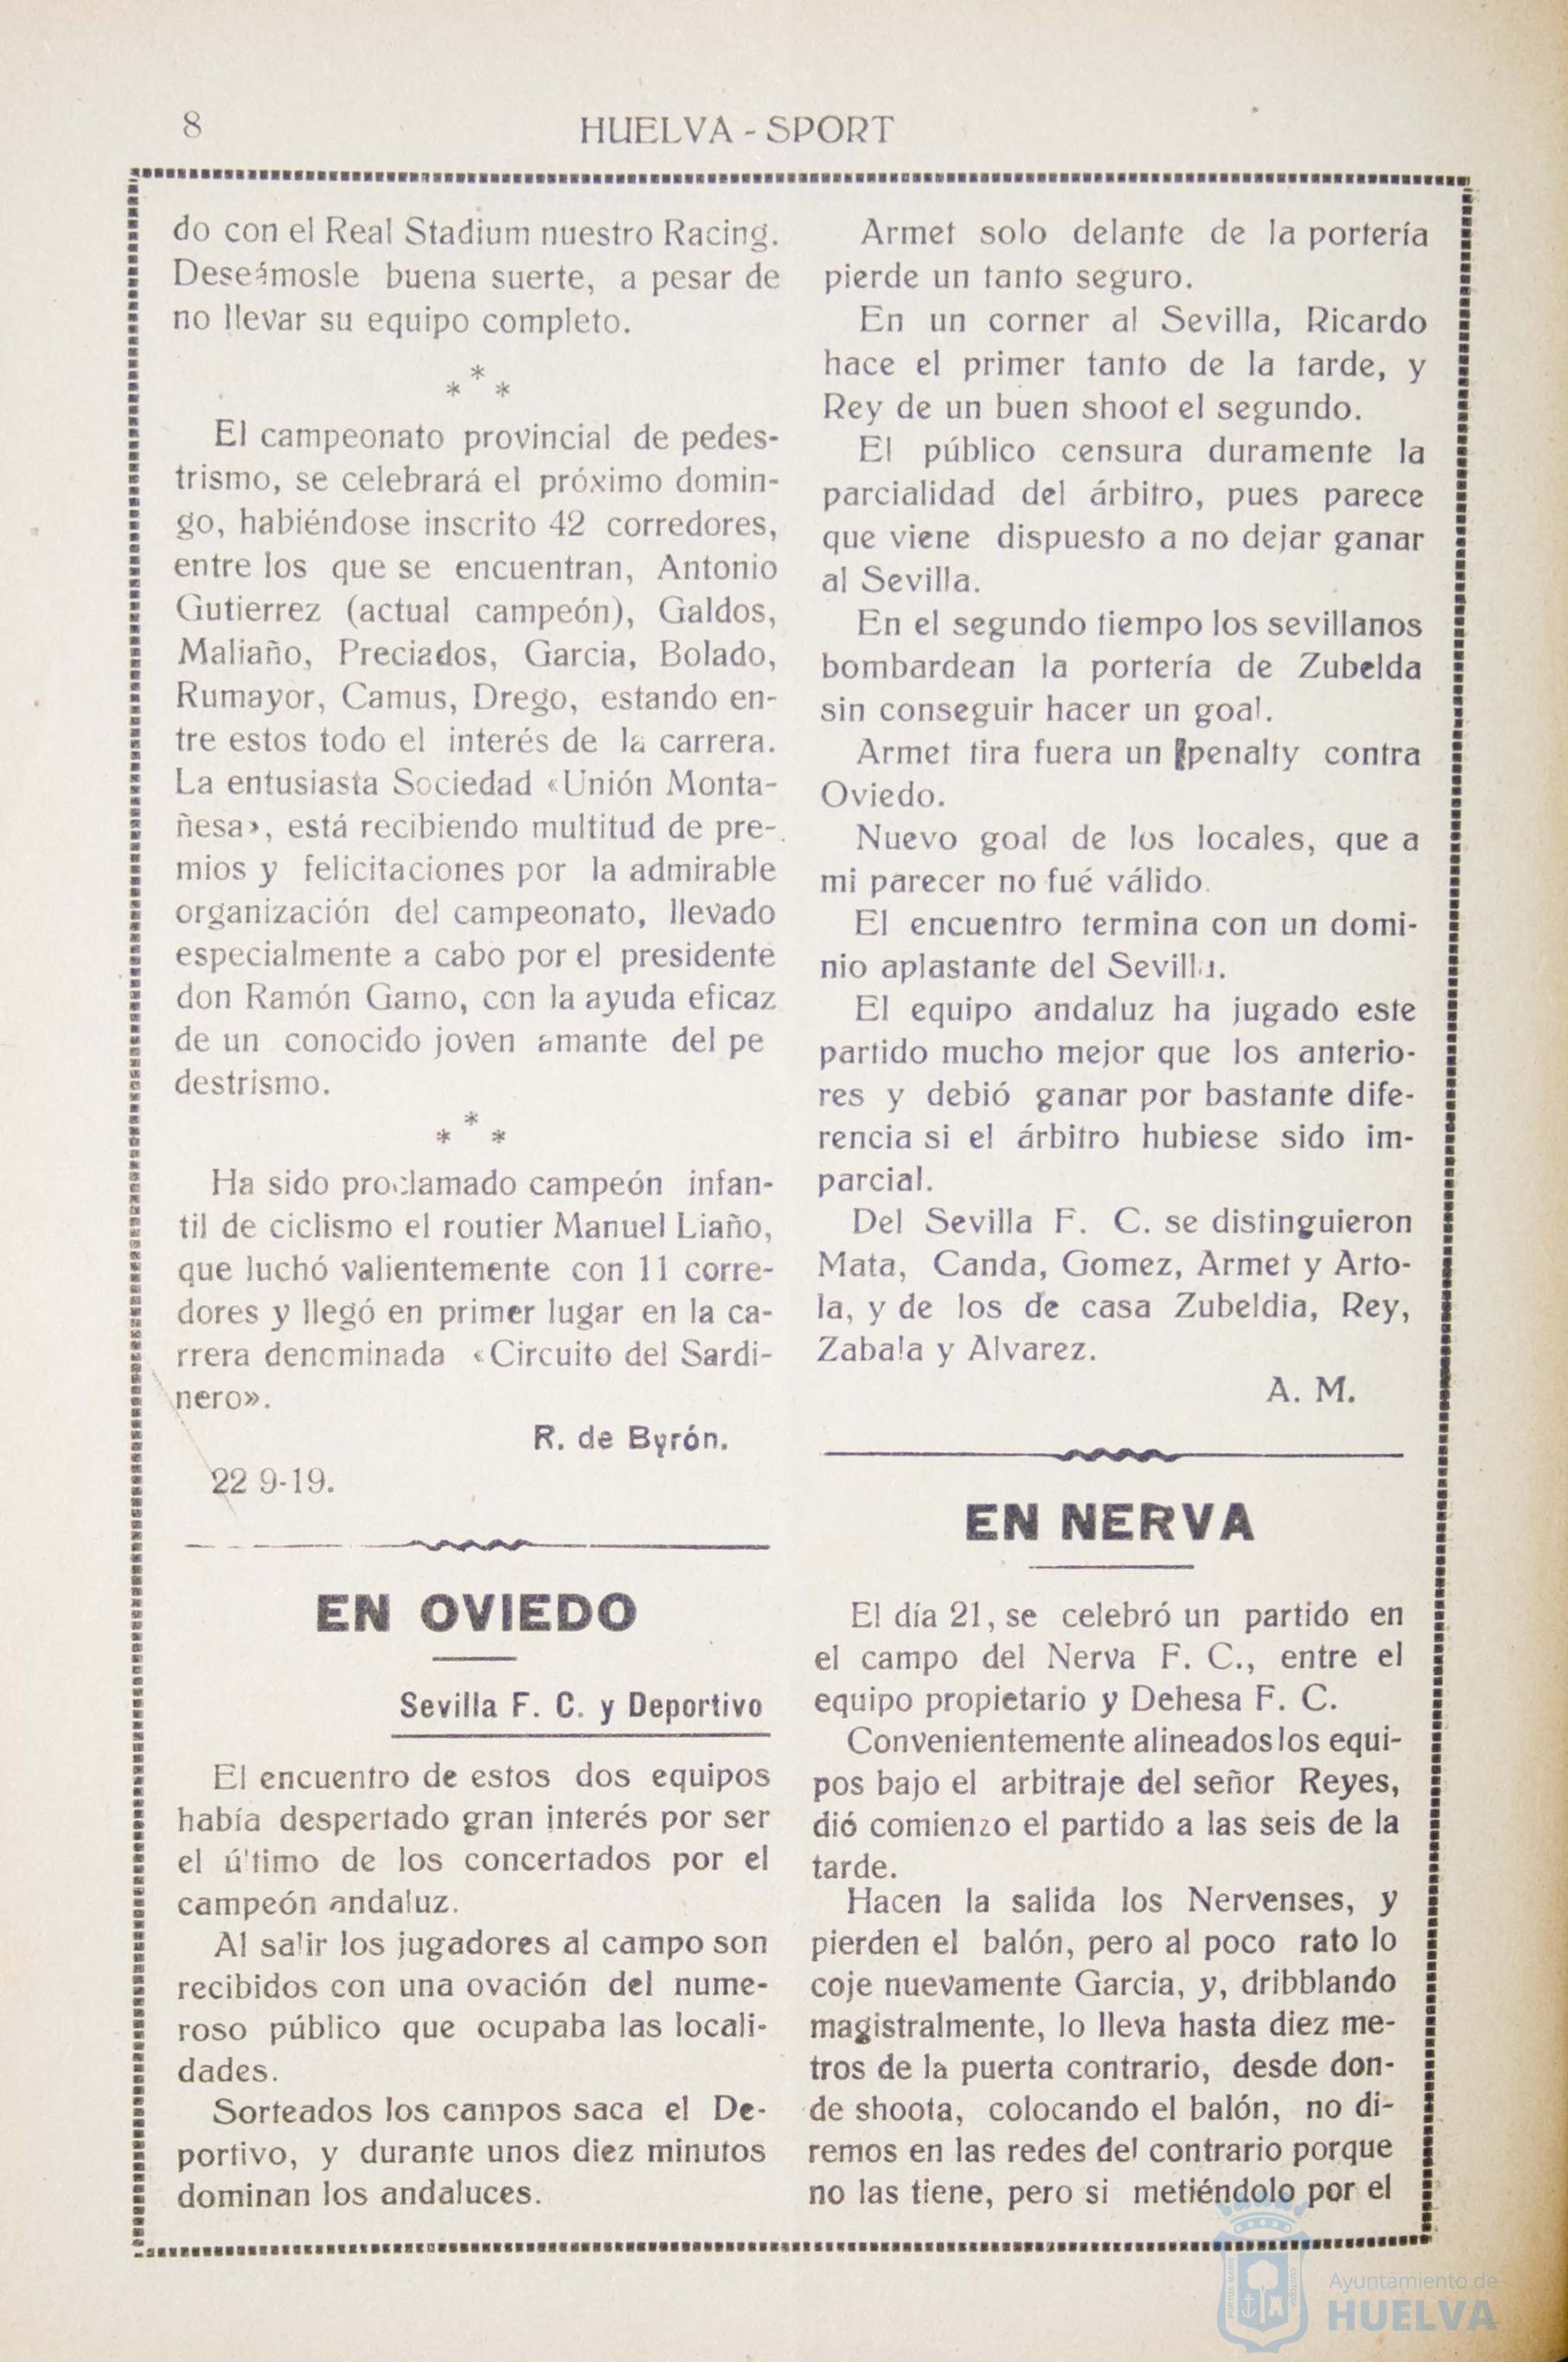 8
HUELVA - SPORT
do con el Real Stadium nuestro Racing.
Deseámosle buena suerte, a pesar de
no llevar su equipo completo.
* * *
El campeonato provincial de pedes-
trismo, se celebrará el próximo domin-
go, habiéndose inscrito 42 corredores,
entre los que se encuentran, Antonio
Gutierrez (actual campeón), Galdos,
Maliaño, Preciados, Garcia, Bolado,
Rumayor, Camus, Drego, estando en-
tre estos todo el interés de la carrera.
La entusiasta Sociedad «Unión Monta-
ñesa», está recibiendo multitud de pre-
mios y felicitaciones por la admirable
organización del campeonato, llevado
especialmente a cabo por el presidente
don Ramón Gamo, con la ayuda eficaz
de un conocido joven amante del pe
destrismo.
* * *
Ha sido proclamado campeón infan-
til de ciclismo el routier Manuel Liaño,
que luchó valientemente con 11 corre-
dores y llegó en primer lugar en la ca-
rrera denominada «Circuito del Sardi-
nero».
R. de Byrón.
22 9-19.
EN OVIEDO
Sevilla F. C. y Deportivo
El encuentro de estos dos equipos
había despertado gran interés por ser
el último de los concertados por el
campeón andaluz.
Al salir los jugadores al campo son
recibidos con una ovación del nume-
roso público que ocupaba las locali-
dades.
Sorteados los campos saca el De-
portivo, y durante unos diez minutos
dominan los andaluces.
Armet solo delante de la portería
pierde un tanto seguro.
En un corner al Sevilla, Ricardo
hace el primer tanto de la tarde, y
Rey de un buen shoot el segundo.
El público censura duramente la
parcialidad del árbitro, pues parece
que viene dispuesto a no dejar ganar
al Sevilla.
En el segundo tiempo los sevillanos
bombardean la portería de Zubelda
sin conseguir hacer un goal.
Armet tira fuera un penalty contra
Oviedo.
Nuevo goal de los locales, que a
mi parecer no fué válido.
El encuentro termina con un domi-
nio aplastante del Sevilla.
El equipo andaluz ha jugado este
partido mucho mejor que los anterio-
res y debió ganar por bastante dife-
rencia si el árbitro hubiese sido im-
parcial.
Del Sevilla F. C. se distinguieron
Mata, Canda, Gomez, Armet y Arto-
la, y de los de casa Zubeldia, Rey,
Zabala y Alvarez.
A. M.
EN NERVA
El día 21, se celebró un partido en
el campo del Nerva F. C., entre el
equipo propietario y Dehesa F. C.
Convenientemente alineados los equi-
pos bajo el arbitraje del señor Reyes,
dió comienzo el partido a las seis de la
tarde.
Hacen la salida los Nervenses, y
pierden el balón, pero al poco rato lo
coje nuevamente Garcia, y, dribblando
magistralmente, lo lleva hasta diez me-
tros de la puerta contrario, desde don-
de shoota, colocando el balón, no di-
remos en las redes del contrario porque
no las tiene, pero si metiéndolo por el
Ayuntamiento de
HUELVA